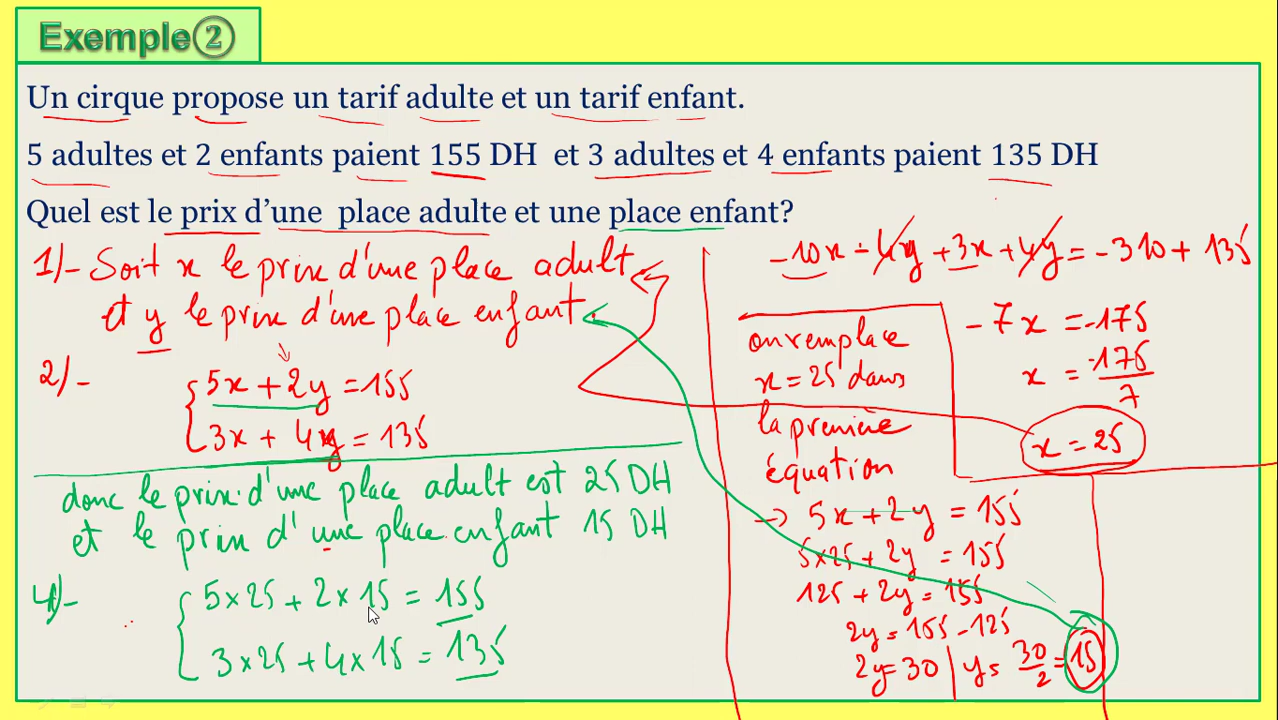 Exemple②
Un cirque propose un tarif adulte et un tarif enfant.
5 adultes et 2 enfants paient 155 DH et 3 adultes et 4 enfants paient 135 DH
Quel est le prix d'une place adulte et une place enfant?
1)- Soit x le prix d'une place adult
et y le prix d'une place enfant.
2)-
5x + 2y = 155
3x + 4y = 135
donc le prix d'une place adult est 25 DH
et le prix d'une place enfant 15 DH
4)-
5×25 + 2×15 = 155
3×25 + 4×15 = 135
-10x - 4y + 3x + 4y = -310 + 135
-7x = -175
x = -175/7
x = 25
on remplace
x = 25 dans
la première
équation
→ 5x + 2y = 155
5×25 + 2y = 155
125 + 2y = 155
2y = 155 - 125
2y = 30 | y = 30/2 = 15